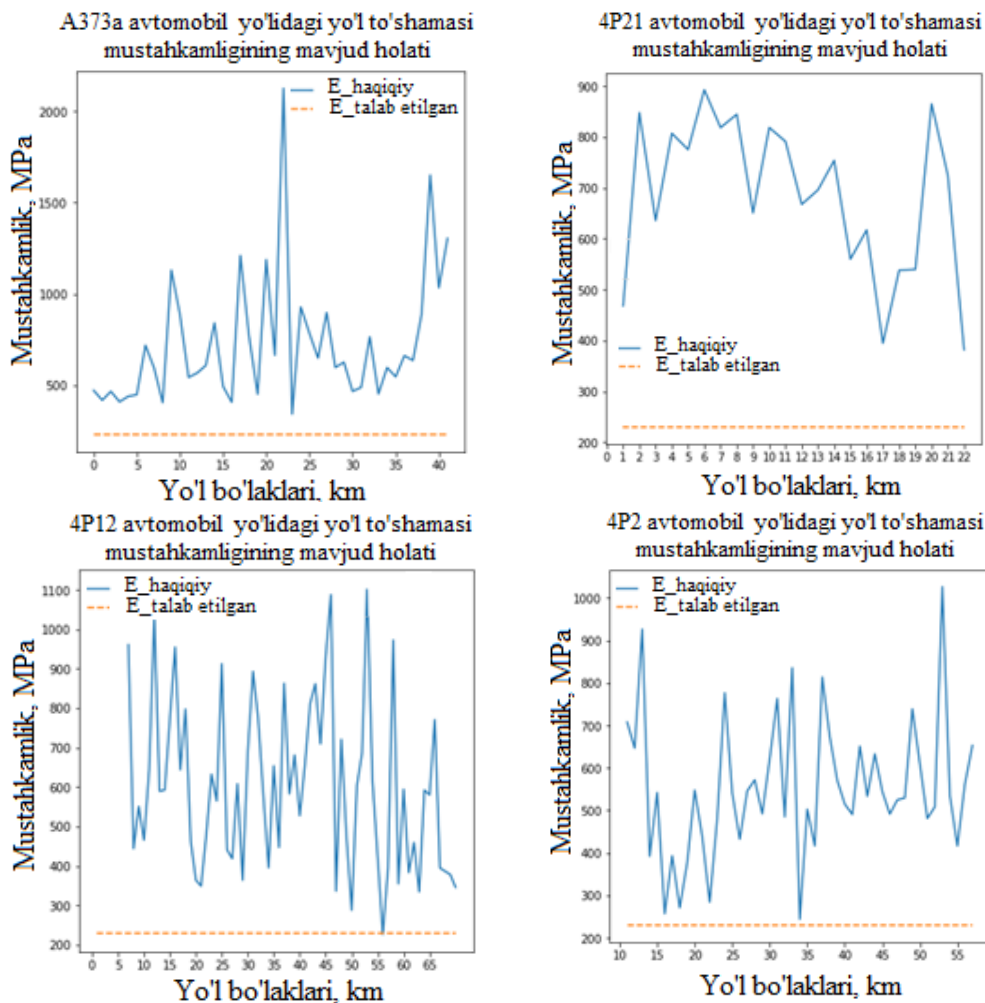 A373a avtomobil yo'lidagi yo'l to'shamasi
mustahkamligining mavjud holati
E_haqiqiy
E_talab etilgan
Mustahkamlik, MPa
2000
1500
1000
500
0 5 10 15 20 25 30 35 40
Yo'l bo'laklari, km
4P21 avtomobil yo'lidagi yo'l to'shamasi
mustahkamligining mavjud holati
Mustahkamlik, MPa
900
800
700
600
500
400
300
200
E_haqiqiy
E_talab etilgan
0 1 2 3 4 5 6 7 8 9 10 11 12 13 14 15 16 17 18 19 20 21 22
Yo'l bo'laklari, km
4P12 avtomobil yo'lidagi yo'l to'shamasi
mustahkamligining mavjud holati
E_haqiqiy
E_talab etilgan
Mustahkamlik, MPa
1100
1000
900
800
700
600
500
400
300
200
0 5 10 15 20 25 30 35 40 45 50 55 60 65
Yo'l bo'laklari, km
4P2 avtomobil yo'lidagi yo'l to'shamasi
mustahkamligining mavjud holati
E_haqiqiy
E_talab etilgan
Mustahkamlik, MPa
1000
900
800
700
600
500
400
300
200
10 15 20 25 30 35 40 45 50 55
Yo'l bo'laklari, km